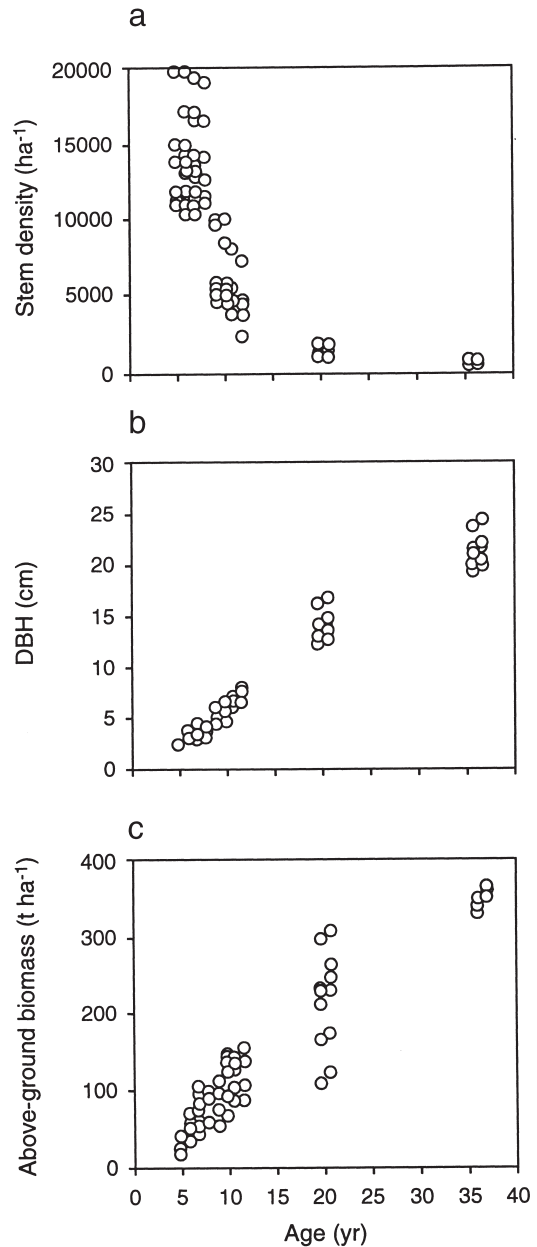 a
20000
15000
10000
5000
0
Stem density (ha⁻¹)
b
30
25
20
15
10
5
0
DBH (cm)
c
400
300
200
100
0
Above-ground biomass (t ha⁻¹)
0 5 10 15 20 25 30 35 40
Age (yr)